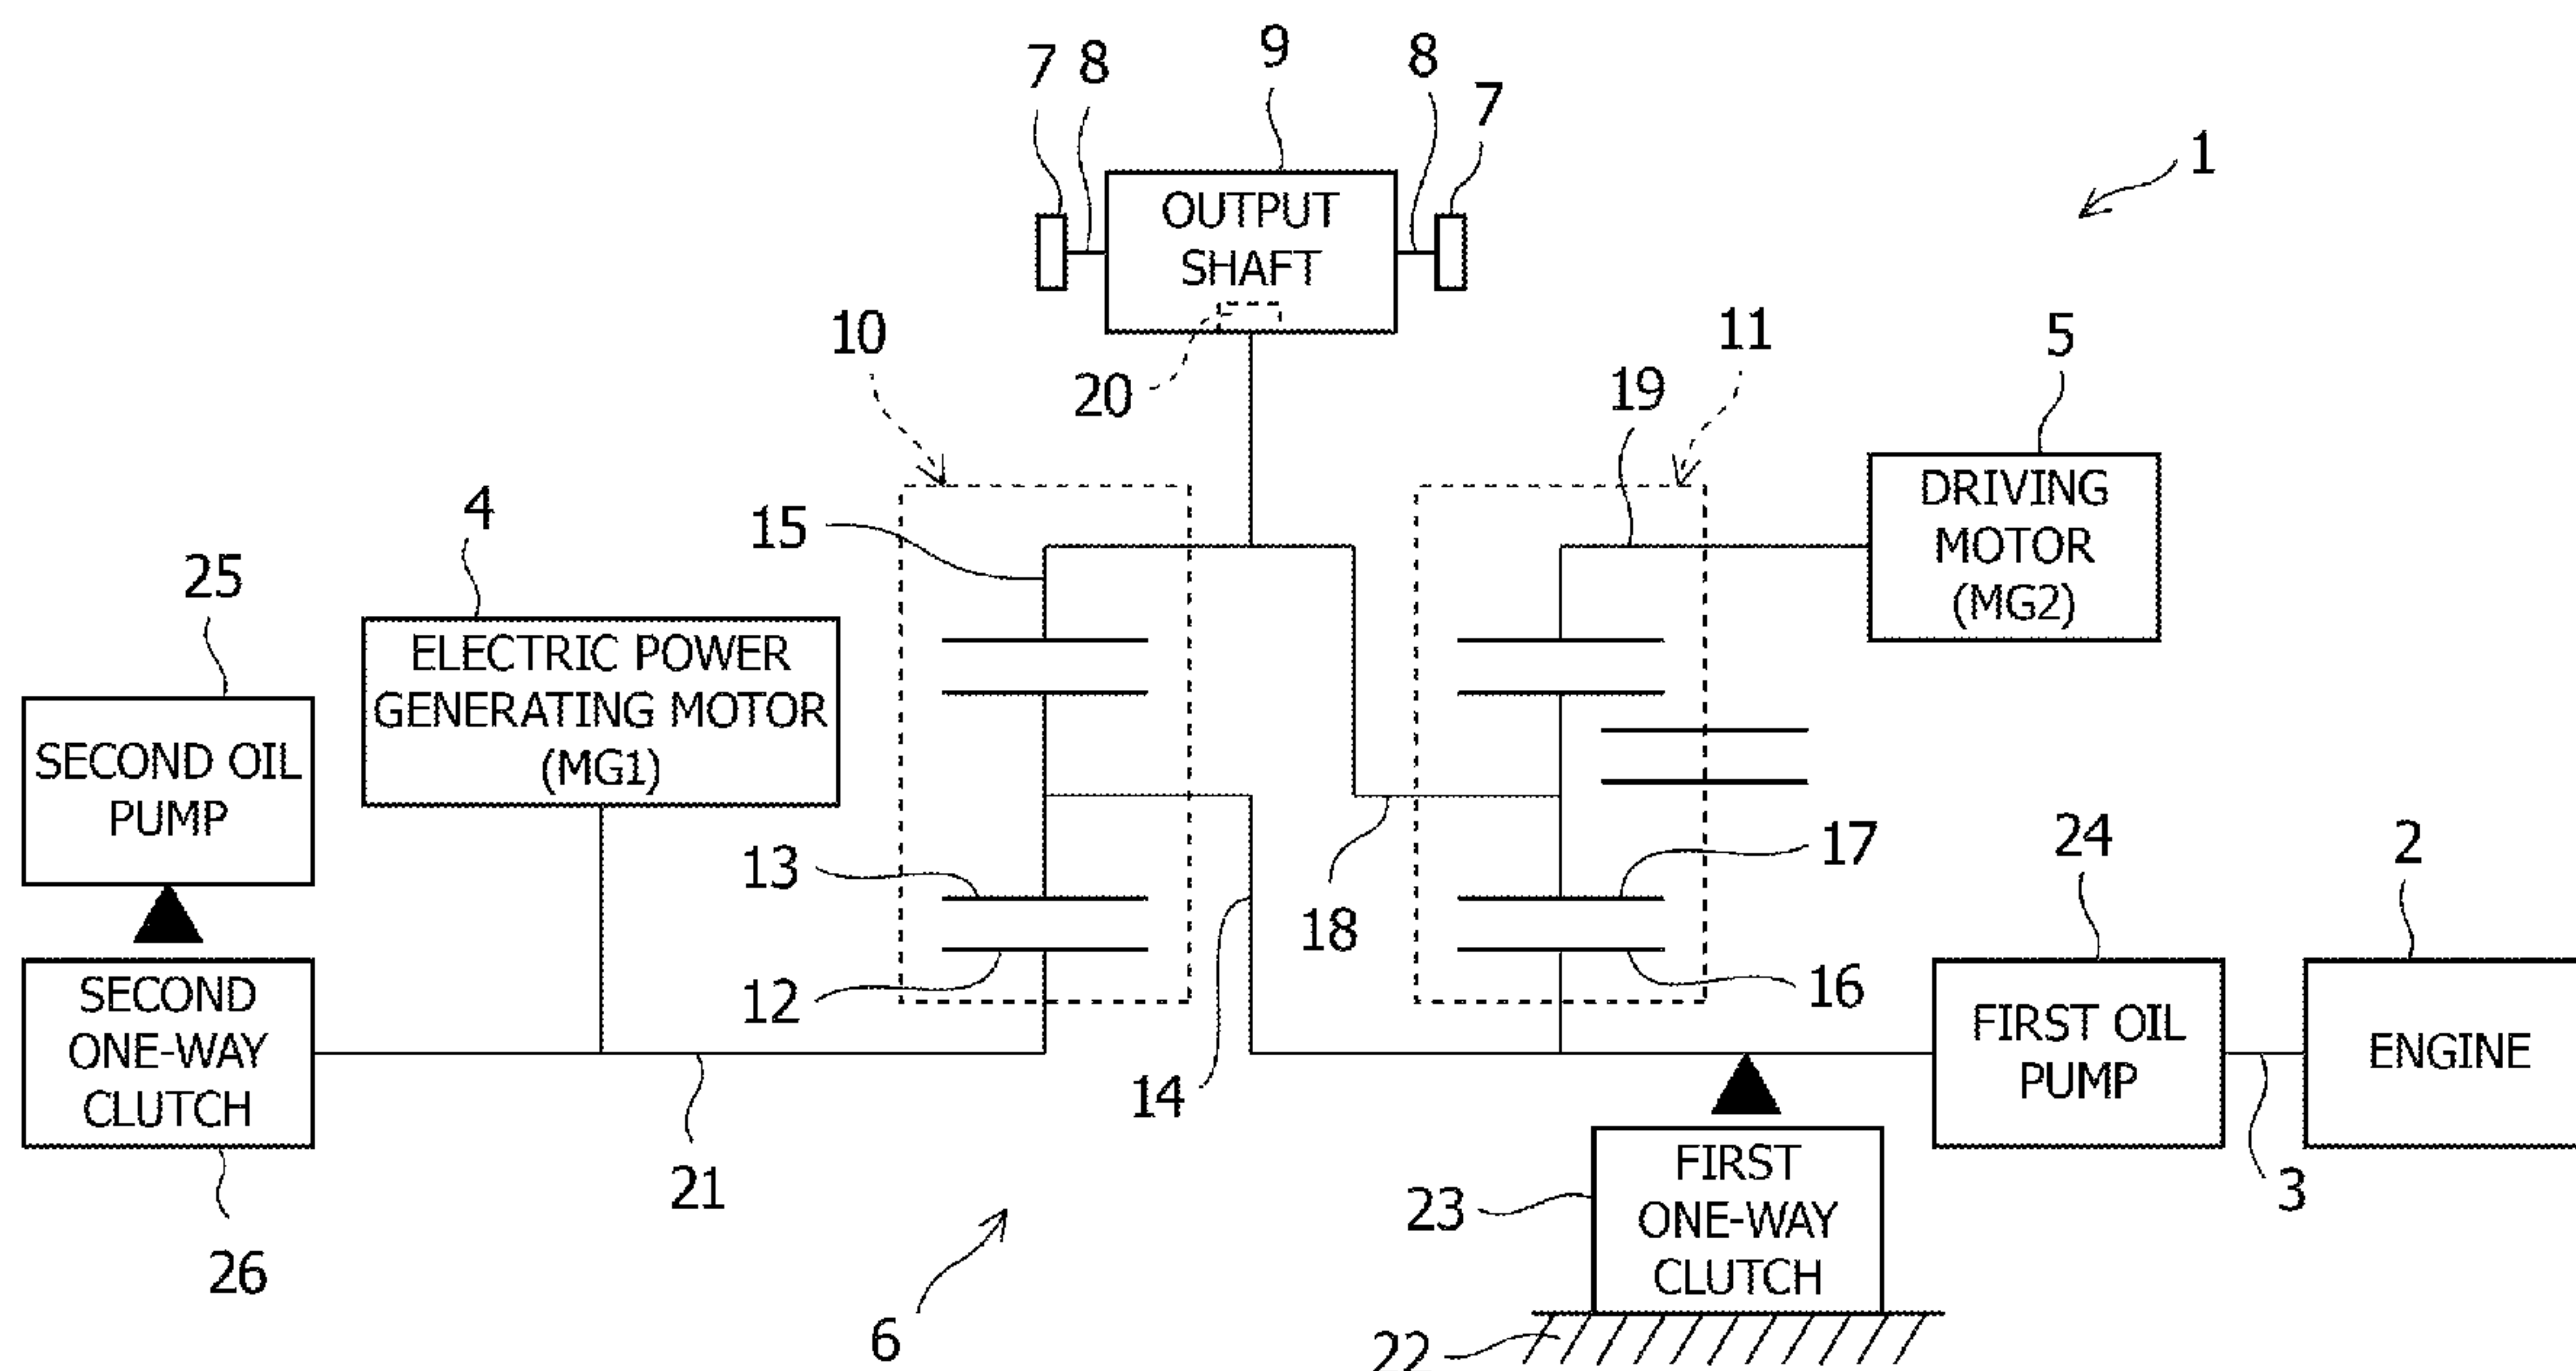 9
7
8
8
7
1
OUTPUT
SHAFT
10
20
11
19
5
15
4
25
DRIVING
MOTOR
(MG2)
ELECTRIC POWER
GENERATING MOTOR
(MG1)
SECOND OIL
PUMP
13
18
17
24
2
12
16
SECOND
ONE-WAY
CLUTCH
14
FIRST OIL
PUMP
ENGINE
21
3
26
23
FIRST
ONE-WAY
CLUTCH
6
22